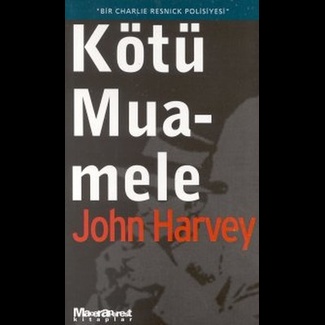 "BİR CHARLIE RESNICK POLİSİYESİ"
Kötü
Mua-
mele
John Harvey
MaceraPerest
kitaplar